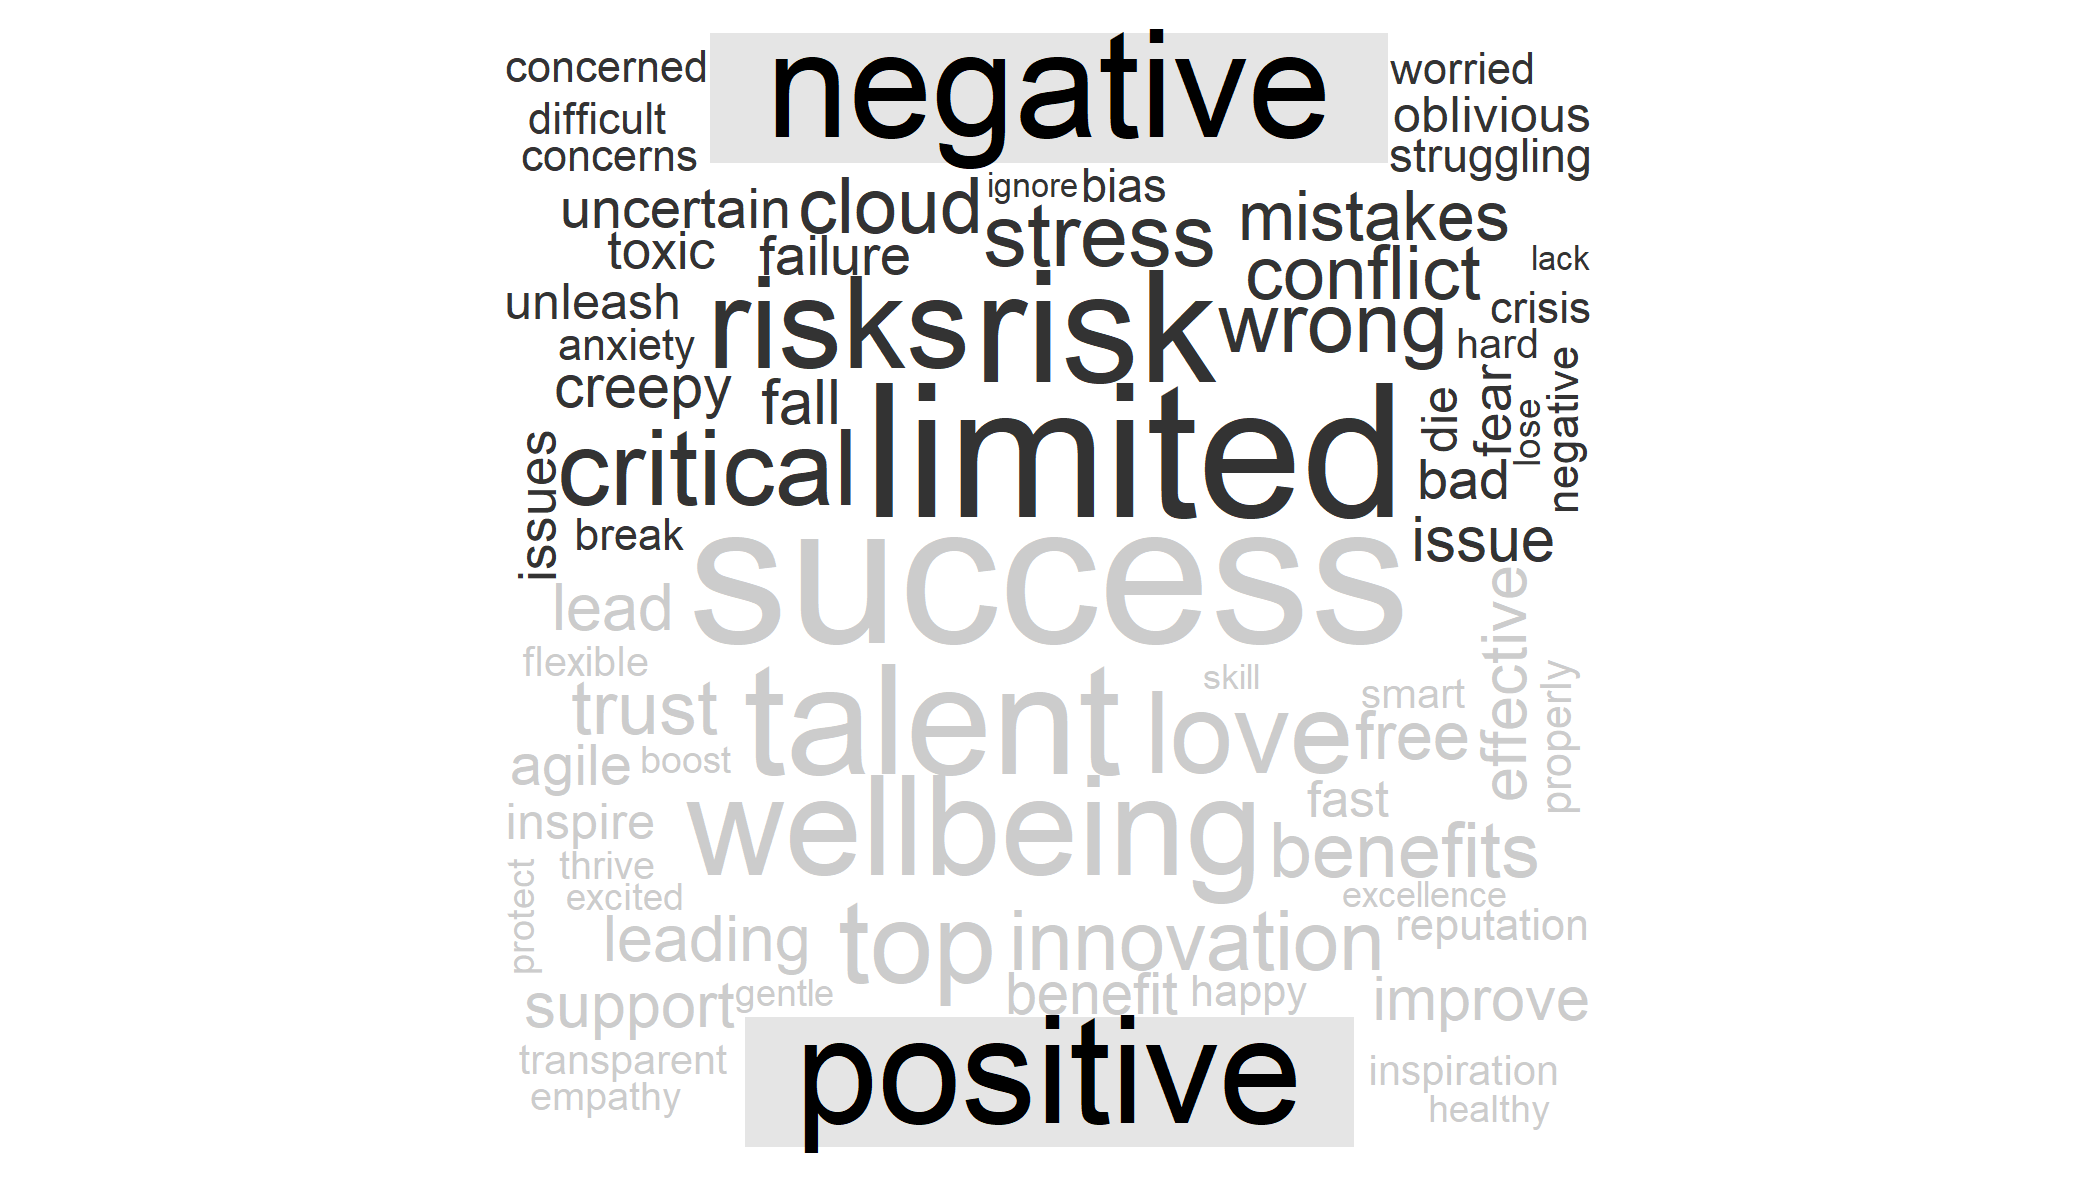 negative
concerned
worried
difficult
oblivious
concerns
struggling
ignore
bias
uncertain
cloud
stress
mistakes
toxic
failure
conflict
lack
unleash
risks
risk
wrong
crisis
anxiety
hard
creepy
fall
limited
die
fear
lose
negative
issues
critical
bad
break
issue
success
lead
effective
flexible
talent
skill
trust
love
smart
free
properly
agile
boost
inspire
wellbeing
fast
benefits
protect
thrive
excited
excellence
leading
top
innovation
reputation
support
gentle
benefit
happy
improve
transparent
positive
inspiration
empathy
healthy